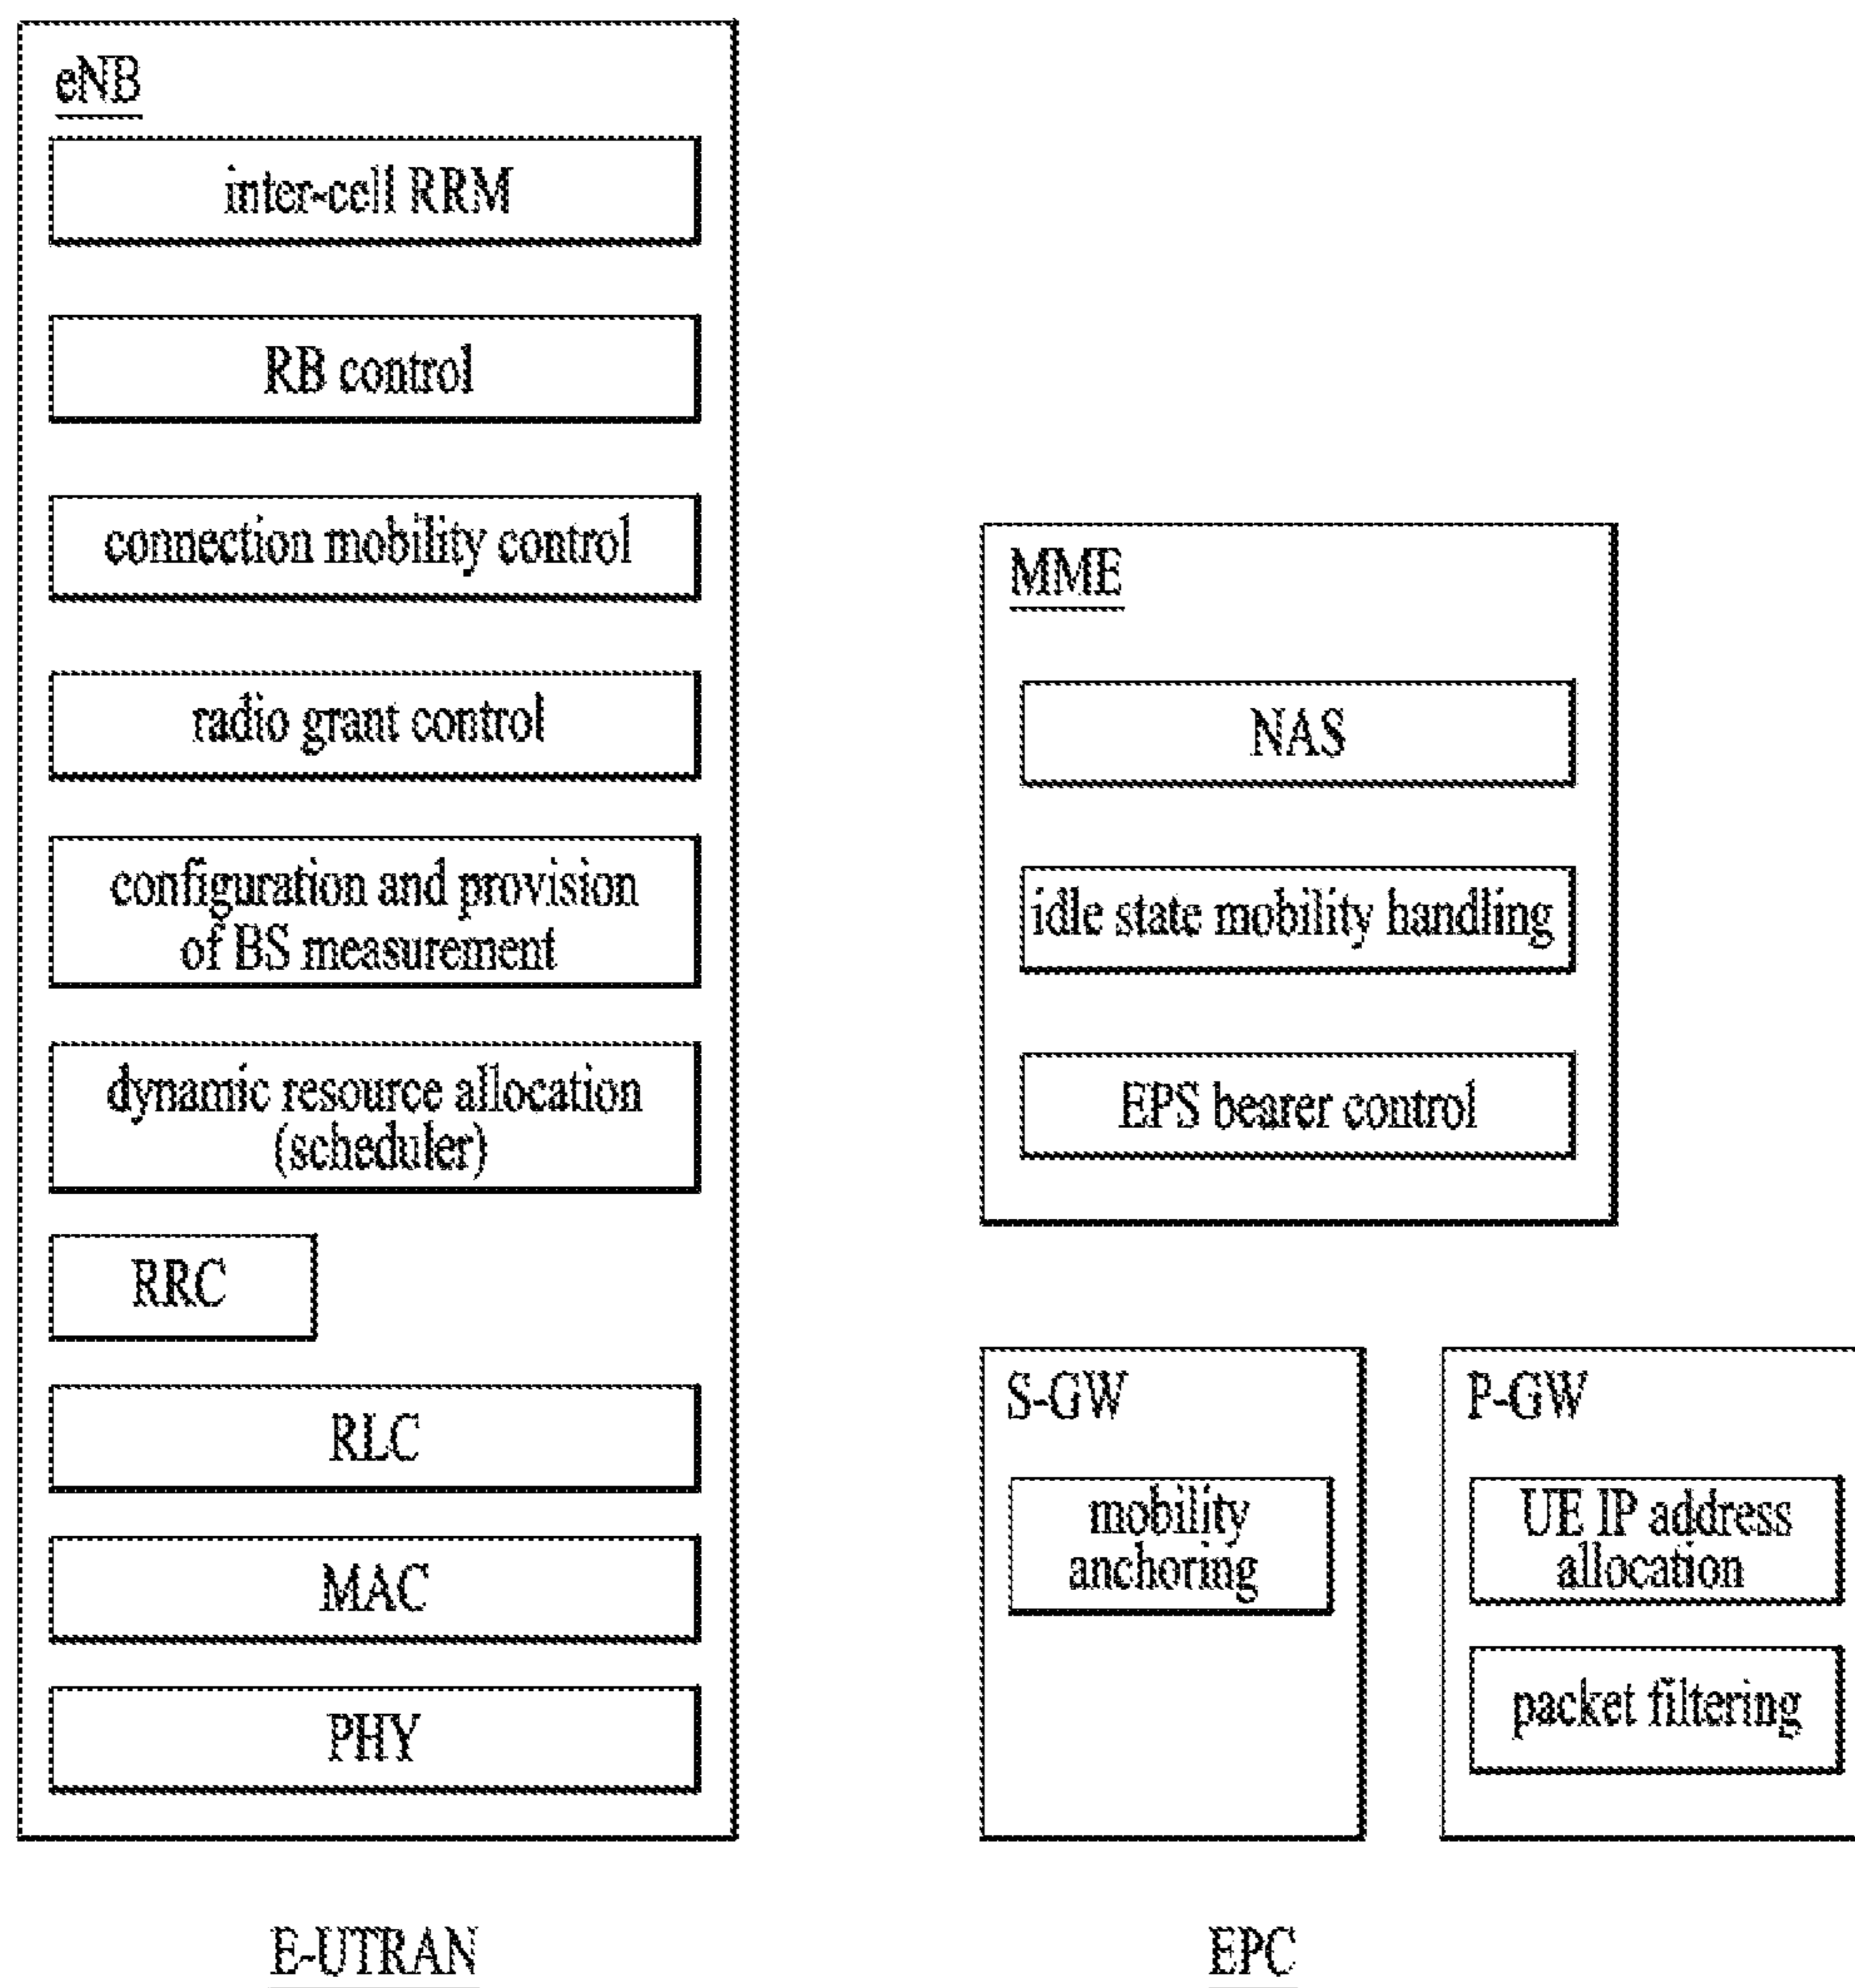 eNB
inter-cell RRM
RB control
connection mobility control
radio grant control
configuration and provision
of BS measurement
dynamic resource allocation
(scheduler)
RRC
RLC
MAC
PHY
E-UTRAN
MME
NAS
idle state mobility handling
EPS bearer control
S-GW
mobility
anchoring
P-GW
UE IP address
allocation
packet filtering
EPC